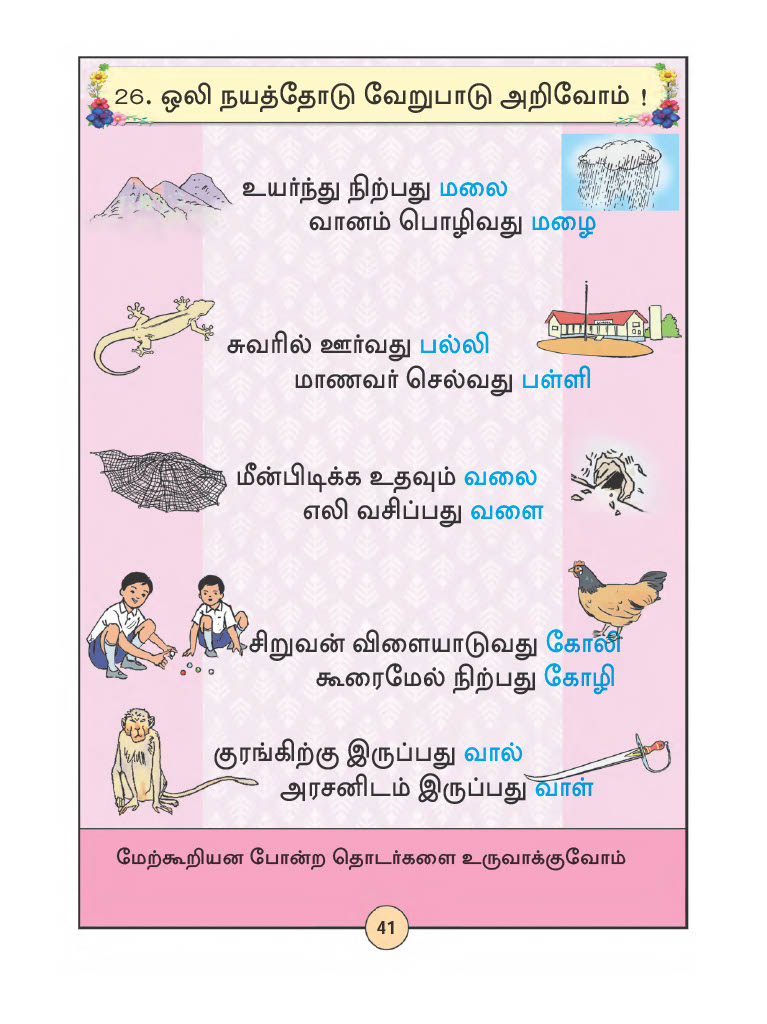 26. ஒலி நயத்தோடு வேறுபாடு அறிவோம் !
உயர்ந்து நிற்பது மலை
வானம் பொழிவது மழை
சுவரில் ஊர்வது பல்லி
மாணவர் செல்வது பள்ளி
மீன்பிடிக்க உதவும் வலை
எலி வசிப்பது வளை
சிறுவன் விளையாடுவது கோலி
கூரைமேல் நிற்பது கோழி
குரங்கிற்கு இருப்பது வால்
அரசனிடம் இருப்பது வாள்
மேற்கூறியன போன்ற தொடர்களை உருவாக்குவோம்
41